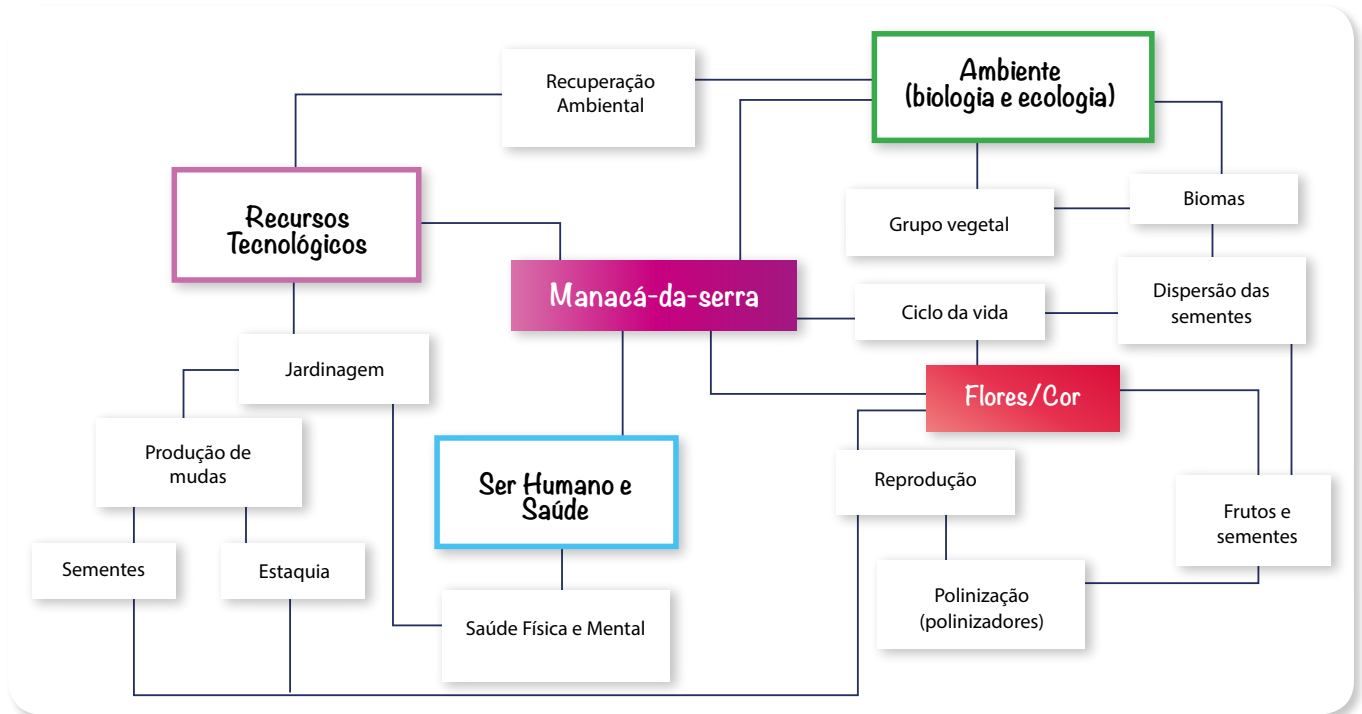 Recuperação
Ambiental
Ambiente
(biologia e ecologia)
Recursos
Tecnológicos
Grupo vegetal
Biomas
Manacá-da-serra
Ciclo da vida
Dispersão das
sementes
Jardinagem
Flores/Cor
Produção de
mudas
Ser Humano e
Saúde
Reprodução
Frutos e
sementes
Sementes
Estaquia
Saúde Física e Mental
Polinização
(polinizadores)